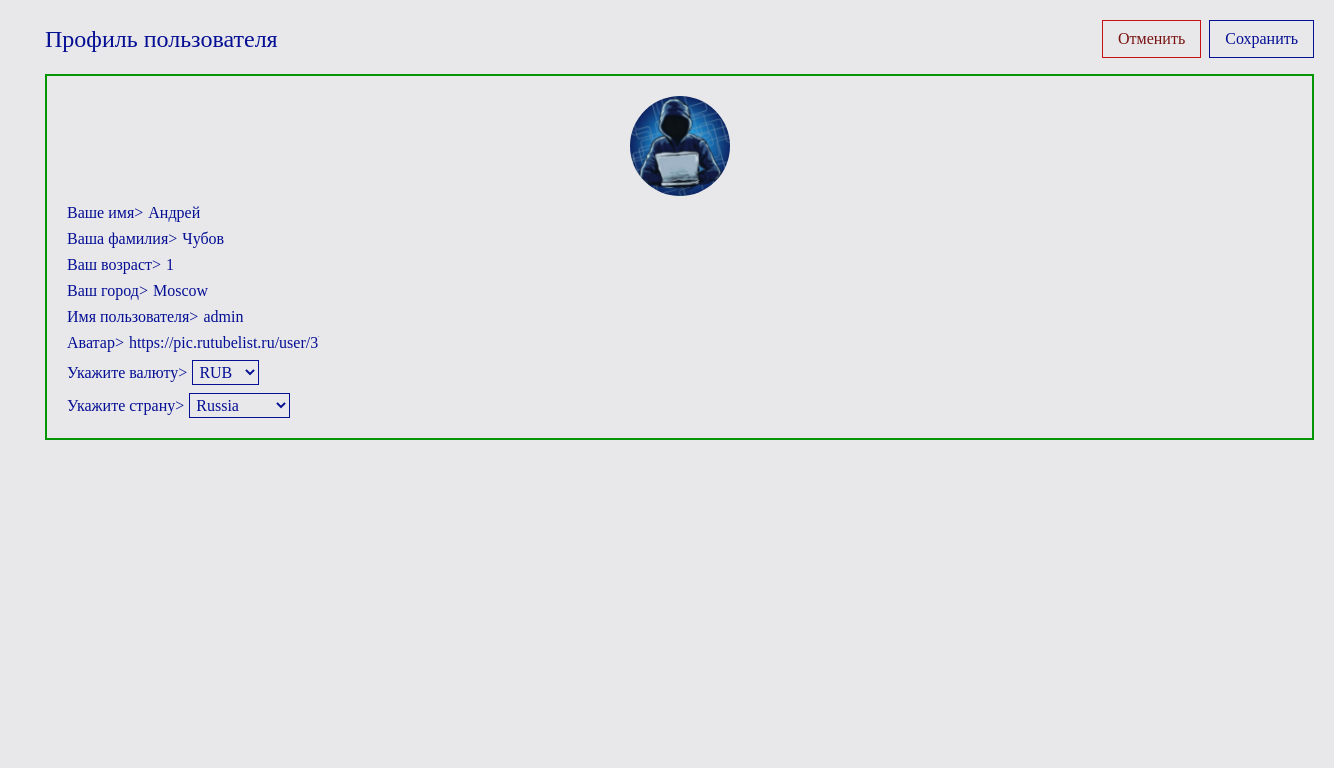 Профиль пользователя
Отменить
Сохранить
Ваше имя> Андрей
Ваша фамилия> Чубов
Ваш возраст> 1
Ваш город> Moscow
Имя пользователя> admin
Аватар> https://pic.rutubelist.ru/user/3
Укажите валюту> RUB
Укажите страну> Russia